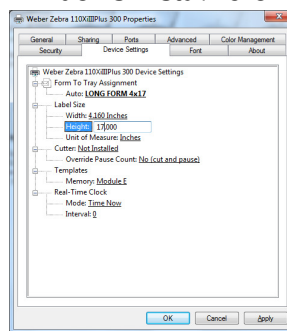 Weber Zebra 110XiIIIPlus 300 Properties
General Sharing Ports Advanced Color Management
Security Device Settings Font About
Weber Zebra 110XiIIIPlus 300 Device Settings
Form To Tray Assignment
Auto: LONG FORM 4x17
Label Size
Width: 4.160 Inches
Height: 17.000
Unit of Measure: Inches
Cutter: Not Installed
Override Pause Count: No (cut and pause)
Templates
Memory: Module E
Real-Time Clock
Mode: Time Now
Interval: 0
OK Cancel Apply